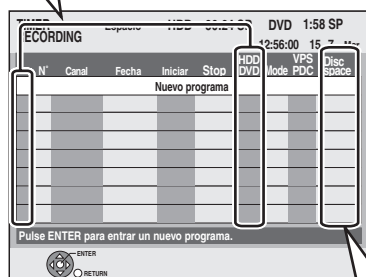 TIMER
RECORDING
Espacio HDD DVD 1:58 SP
12:56:00 15. 7. Mar
N° Canal Fecha Iniciar Stop HDD DVD Mode VPS PDC Disc space
Nuevo programa
Pulse ENTER para entrar un nuevo programa.
ENTER
RETURN